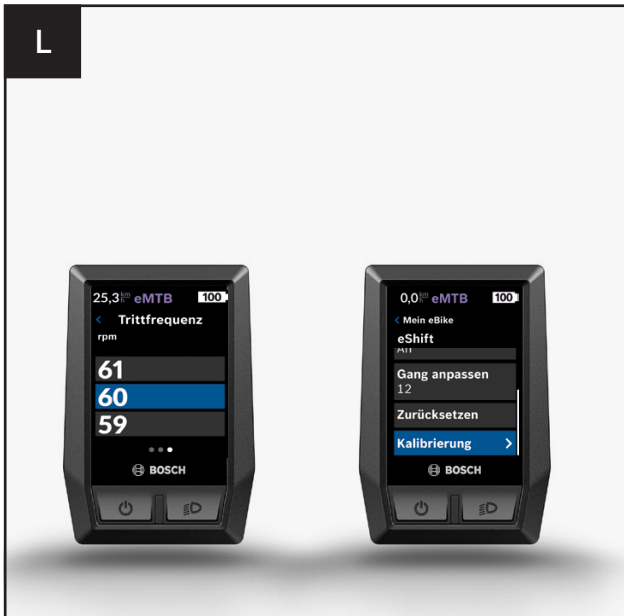 L
25,3 km/h eMTB 100
< Trittfrequenz
rpm
61
60
59
BOSCH
0,0 km/h eMTB 100
< Mein eBike
eShift
An
Gang anpassen
12
Zurücksetzen
Kalibrierung >
BOSCH